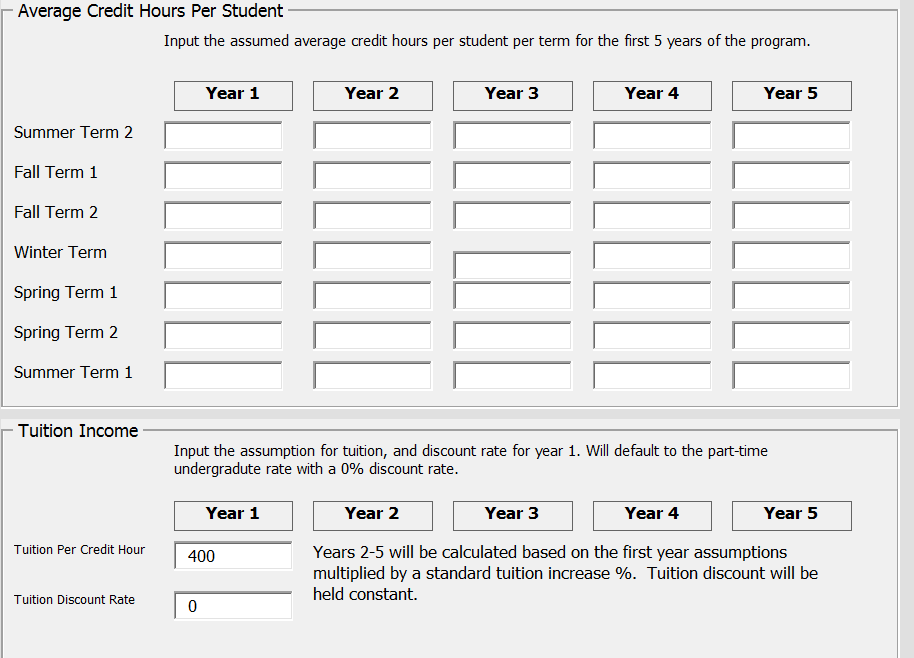 Average Credit Hours Per Student
Input the assumed average credit hours per student per term for the first 5 years of the program.
Year 1 Year 2 Year 3 Year 4 Year 5
Summer Term 2
Fall Term 1
Fall Term 2
Winter Term
Spring Term 1
Spring Term 2
Summer Term 1
Tuition Income
Input the assumption for tuition, and discount rate for year 1. Will default to the part-time
undergradute rate with a 0% discount rate.
Year 1 Year 2 Year 3 Year 4 Year 5
Tuition Per Credit Hour 400
Years 2-5 will be calculated based on the first year assumptions
multiplied by a standard tuition increase %. Tuition discount will be
held constant.
Tuition Discount Rate 0